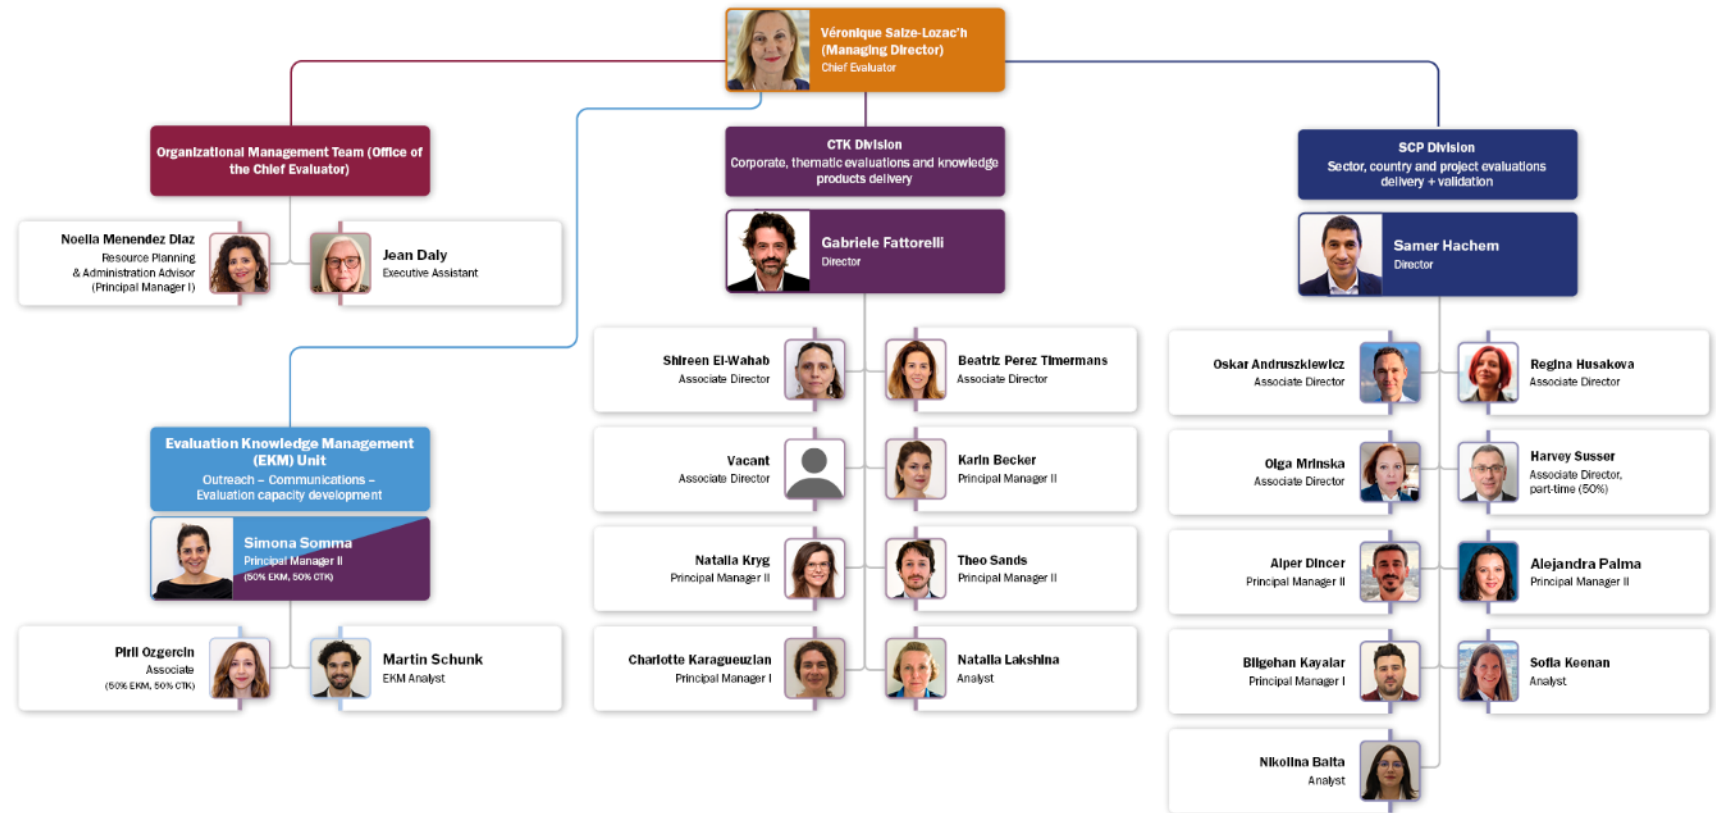 Véronique Salze-Lozac'h
(Managing Director)
Chief Evaluator
Organizational Management Team (Office of
the Chief Evaluator)
Noelia Menendez Diaz
Resource Planning
& Administration Advisor
(Principal Manager I)
Jean Daly
Executive Assistant
Evaluation Knowledge Management
(EKM) Unit
Outreach – Communications –
Evaluation capacity development
Simona Somma
Principal Manager II
(50% EKM, 50% CTK)
Piril Ozgercin
Associate
(50% EKM, 50% CTK)
Martin Schunk
EKM Analyst
CTK Division
Corporate, thematic evaluations and knowledge
products delivery
Gabriele Fattorelli
Director
Shireen El-Wahab
Associate Director
Beatriz Perez Timermans
Associate Director
Vacant
Associate Director
Karin Becker
Principal Manager II
Natalia Kryg
Principal Manager II
Theo Sands
Principal Manager II
Charlotte Karagueuzian
Principal Manager I
Natalia Lakshina
Analyst
SCP Division
Sector, country and project evaluations
delivery + validation
Samer Hachem
Director
Oskar Andruszkiewicz
Associate Director
Regina Husakova
Associate Director
Olga Mrinska
Associate Director
Harvey Susser
Associate Director,
part-time (50%)
Alper Dincer
Principal Manager II
Alejandra Palma
Principal Manager II
Bilgehan Kayalar
Principal Manager I
Sofia Keenan
Analyst
Nikolina Balta
Analyst